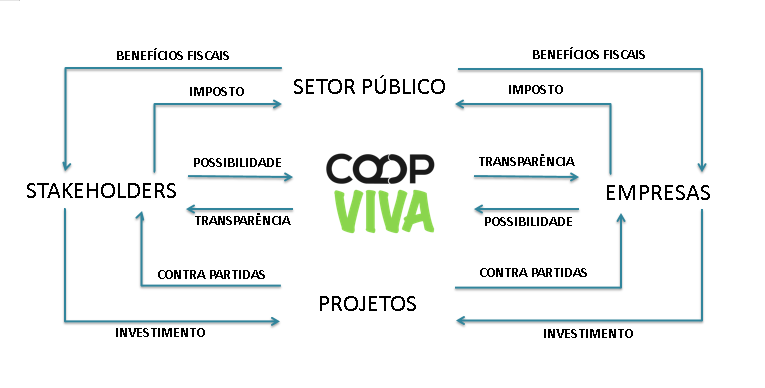 BENEFÍCIOS FISCAIS
BENEFÍCIOS FISCAIS
IMPOSTO
SETOR PÚBLICO
IMPOSTO
POSSIBILIDADE
COOP
TRANSPARÊNCIA
STAKEHOLDERS
VIVA
EMPRESAS
TRANSPARÊNCIA
POSSIBILIDADE
CONTRA PARTIDAS
CONTRA PARTIDAS
PROJETOS
INVESTIMENTO
INVESTIMENTO